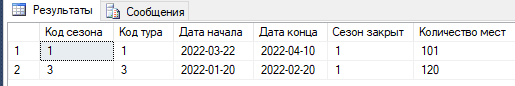 Результаты Сообщения
Код сезона Код тура Дата начала Дата конца Сезон закрыт Количество мест
1 1 1 2022-03-22 2022-04-10 1 101
2 3 3 2022-01-20 2022-02-20 1 120